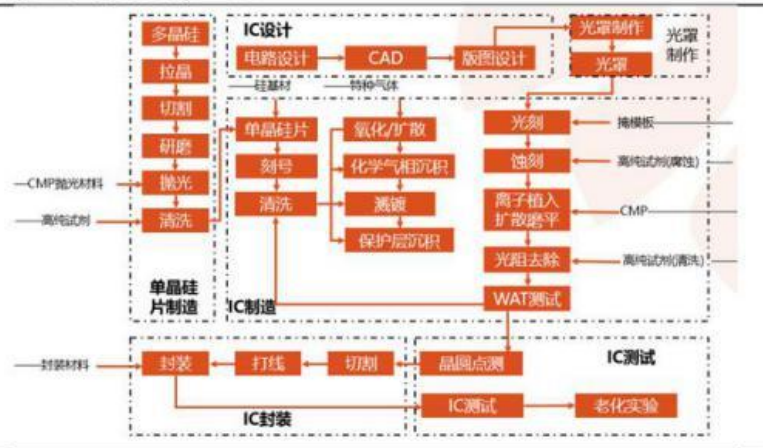 多晶硅
拉晶
切割
研磨
抛光
清洗
CMP抛光材料
高纯试剂
单晶硅
片制造
IC设计
电路设计
CAD
版图设计
光罩制作
光罩
光罩
制作
硅基材
特种气体
单晶硅片
刻号
清洗
氧化/扩散
化学气相沉积
溅镀
保护层沉积
光刻
蚀刻
离子植入
扩散磨平
光阻去除
WAT测试
掩模板
高纯试剂(腐蚀)
CMP
高纯试剂(清洗)
IC制造
封装材料
封装
打线
切割
IC封装
晶圆点测
IC测试
IC测试
老化实验